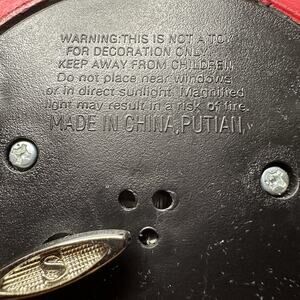 WARNING:THIS IS NOT A TOY.
FOR DECORATION ONLY.
KEEP AWAY FROM CHILDREN
Do not place near windows
or in direct sunlight. Magnified
light may result in a risk of fire.
MADE IN CHINA,PUTIAN,